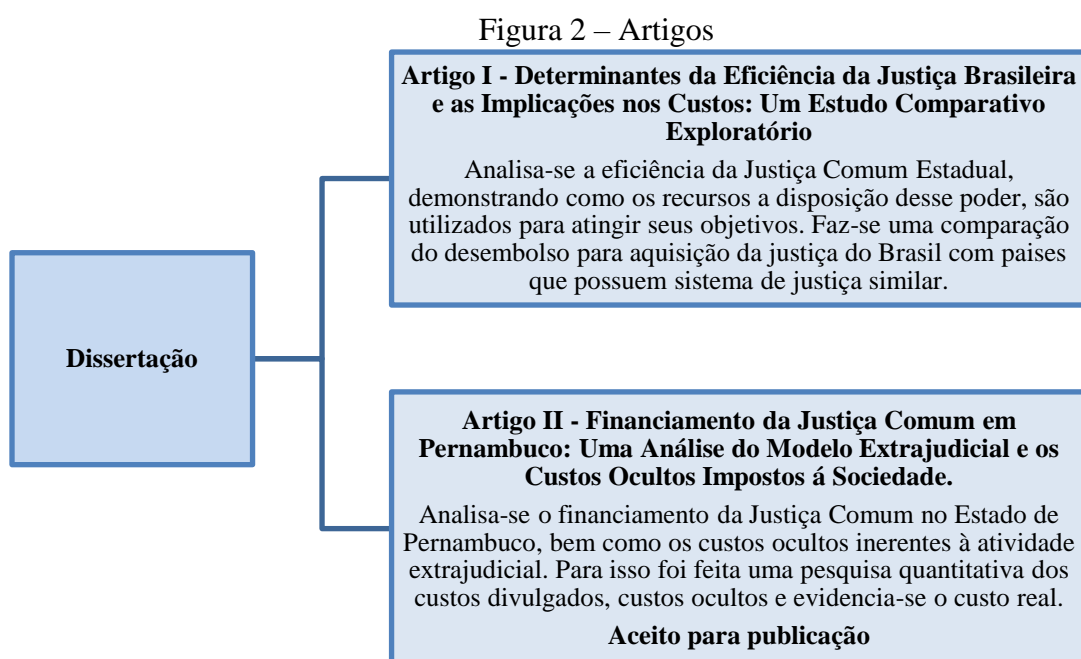 Figura 2 – Artigos
Artigo I - Determinantes da Eficiência da Justiça Brasileira
e as Implicações nos Custos: Um Estudo Comparativo
Exploratório
Analisa-se a eficiência da Justiça Comum Estadual,
demonstrando como os recursos a disposição desse poder, são
utilizados para atingir seus objetivos. Faz-se uma comparação
do desembolso para aquisição da justiça do Brasil com paises
que possuem sistema de justiça similar.
Dissertação
Artigo II - Financiamento da Justiça Comum em
Pernambuco: Uma Análise do Modelo Extrajudicial e os
Custos Ocultos Impostos á Sociedade.
Analisa-se o financiamento da Justiça Comum no Estado de
Pernambuco, bem como os custos ocultos inerentes à atividade
extrajudicial. Para isso foi feita uma pesquisa quantitativa dos
custos divulgados, custos ocultos e evidencia-se o custo real.
Aceito para publicação